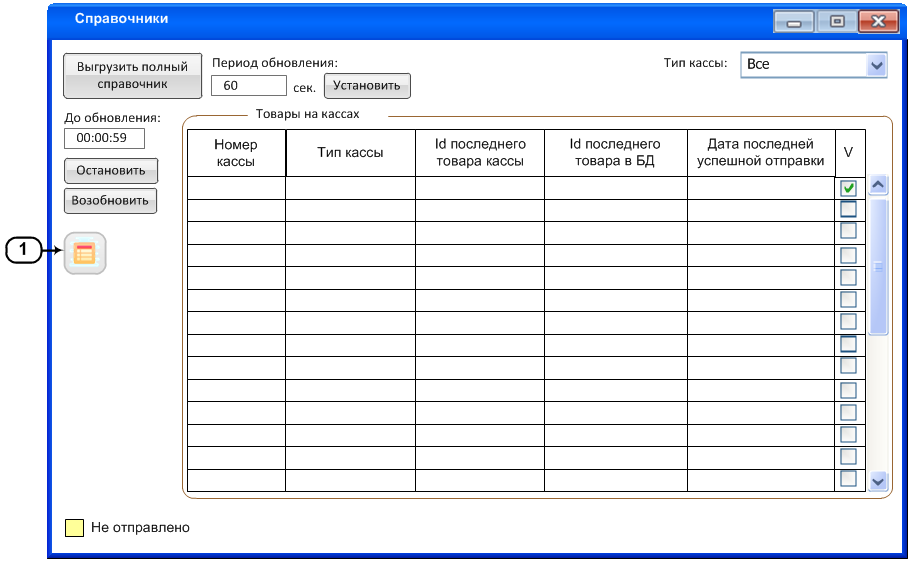 Справочники
Выгрузить полный
справочник
Период обновления:
60 сек. Установить
Тип кассы: Все
До обновления:
00:00:59
Остановить
Возобновить
1
Товары на кассах
Номер
кассы
Тип кассы
Id последнего
товара кассы
Id последнего
товара в БД
Дата последней
успешной отправки
V
Не отправлено